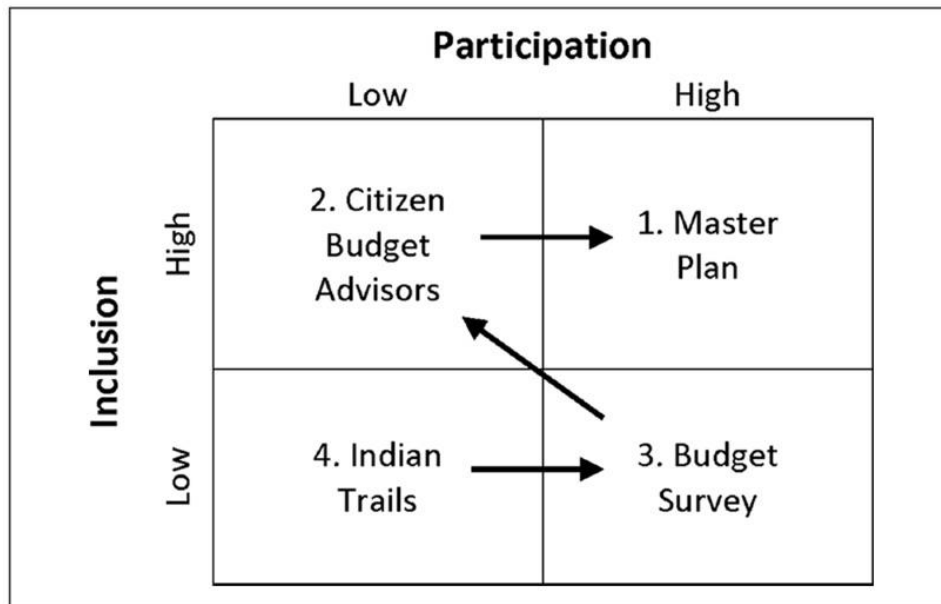 Participation
Low
High
Inclusion
High
2. Citizen
Budget
Advisors
1. Master
Plan
Low
4. Indian
Trails
3. Budget
Survey